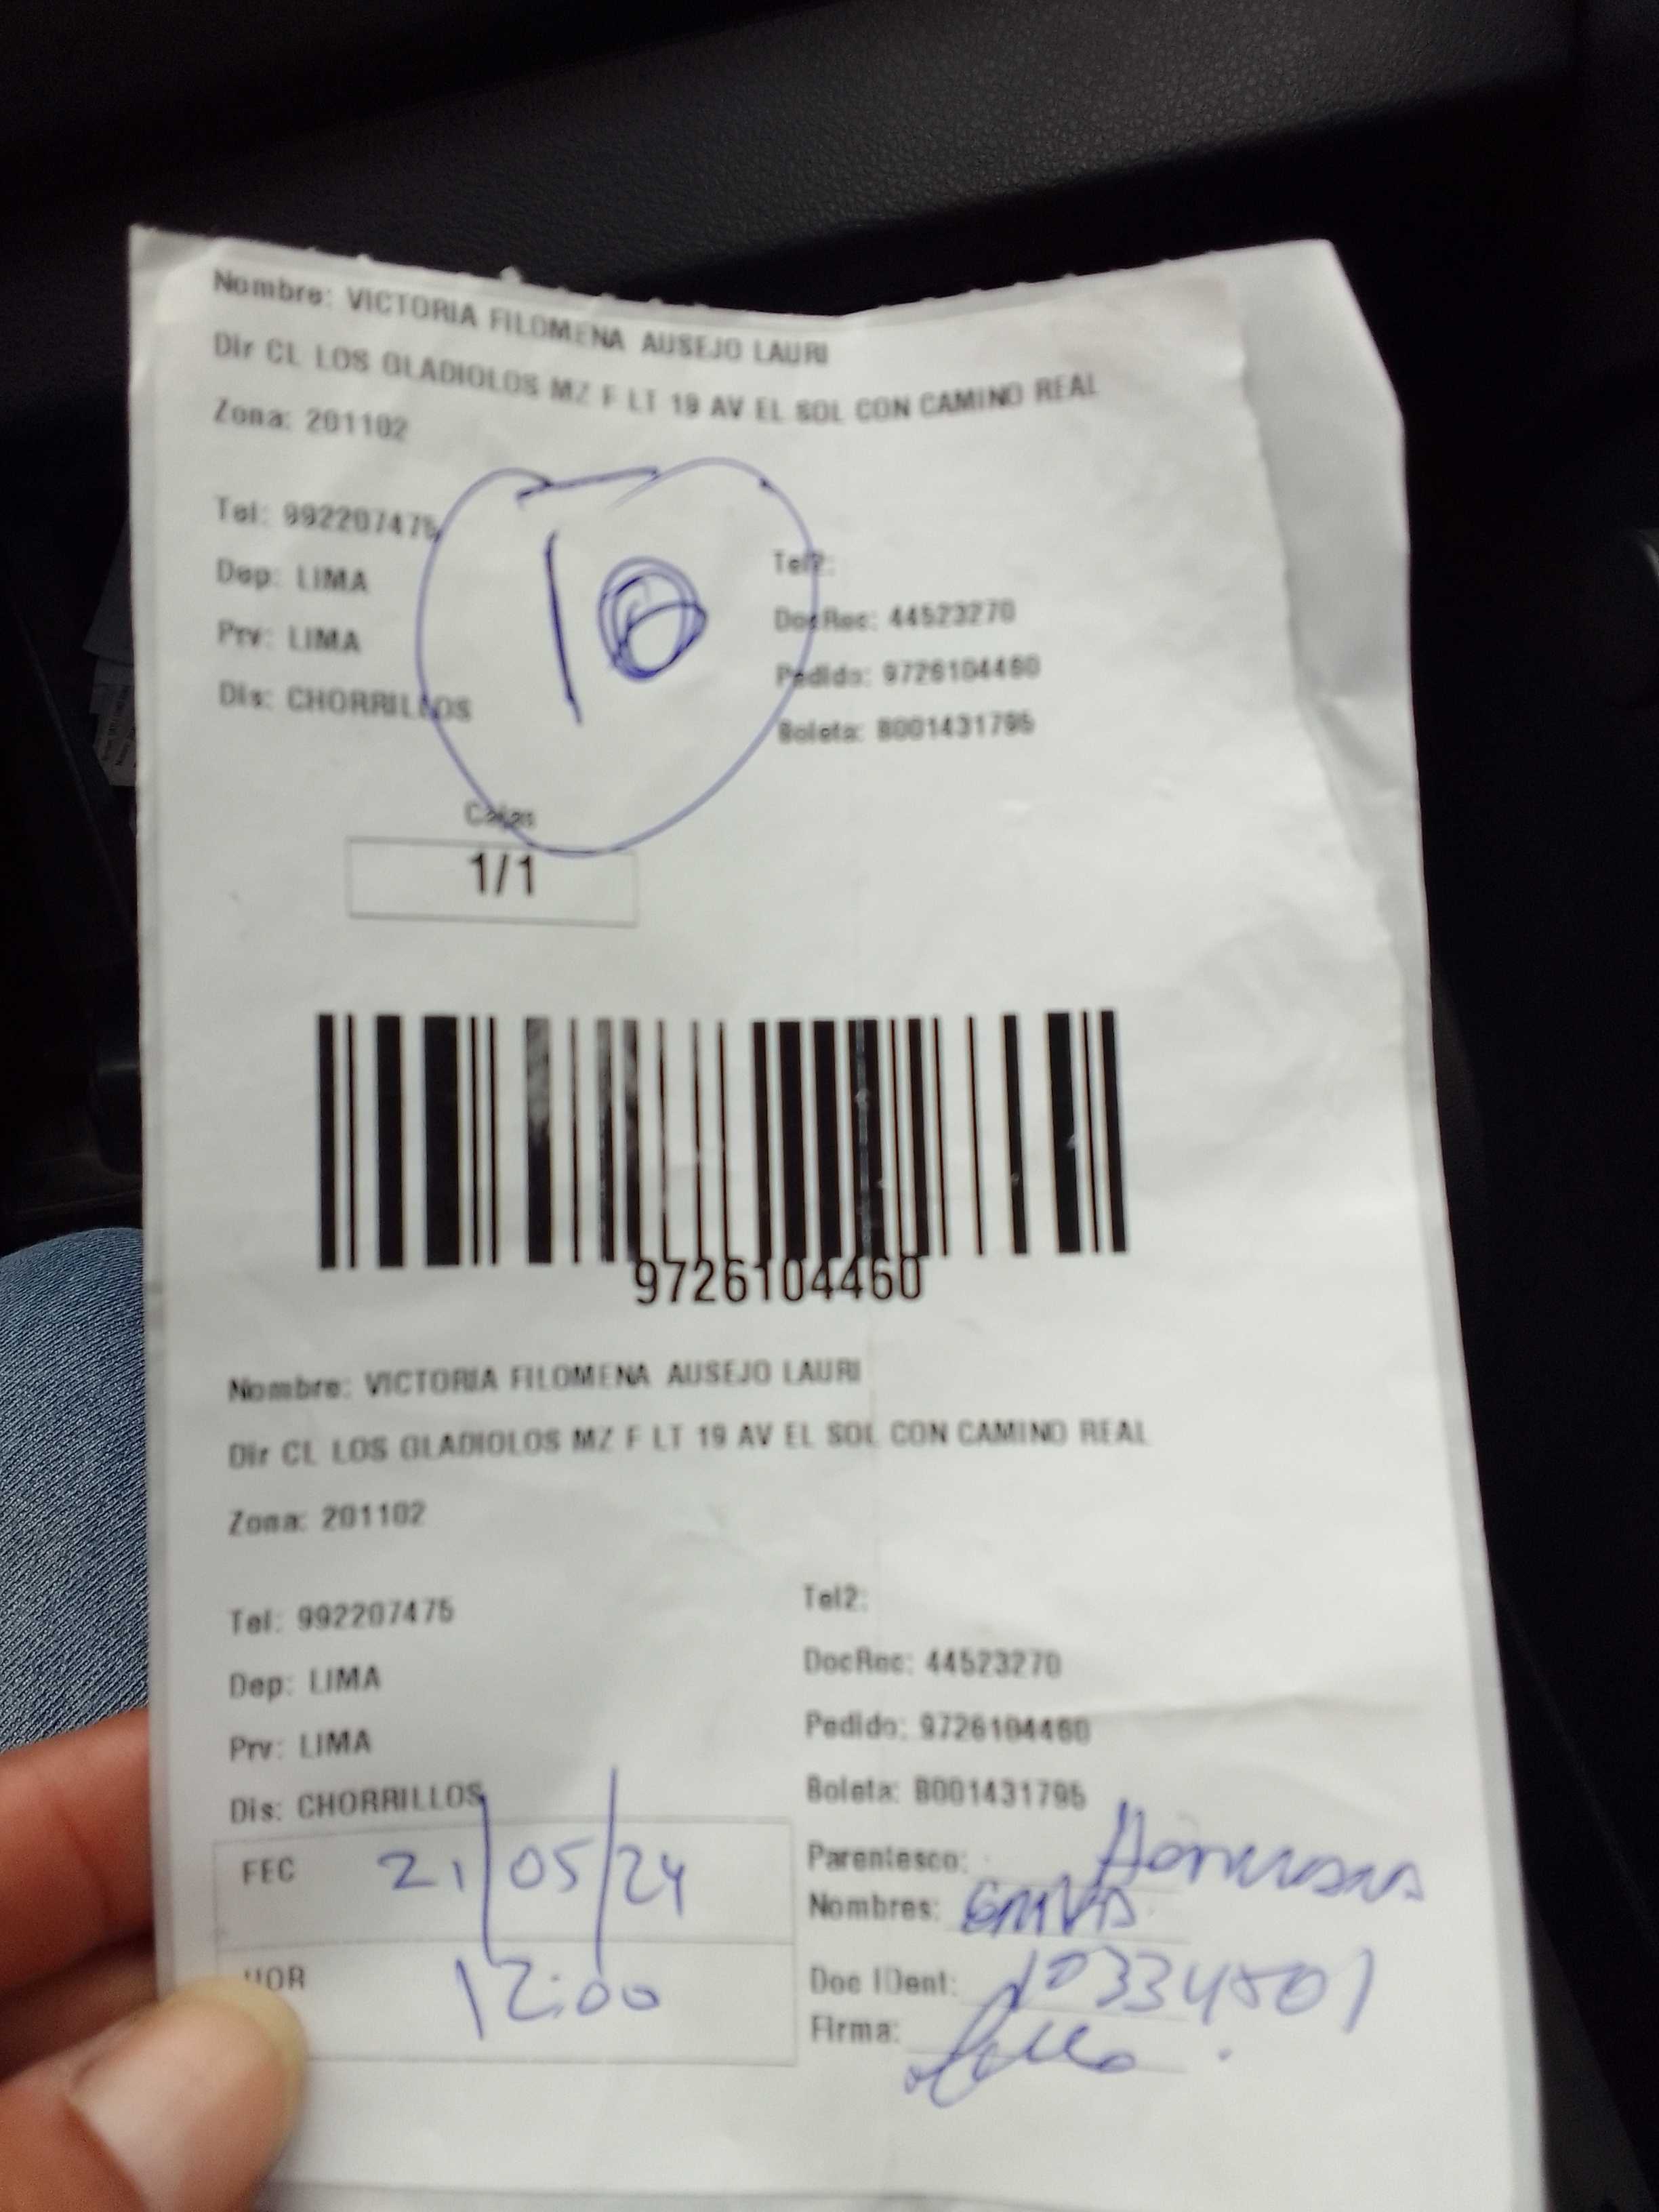 Nombre: VICTORIA FILOMENA AUSEJO LAURI
Dir CL LOS GLADIOLOS MZ F LT 19 AV EL SOL CON CAMINO REAL
Zona: 201102
10
Tel: 992207475
Tel2:
Dep: LIMA
DocRec: 44523270
Prv: LIMA
Pedido: 9726104460
Dis: CHORRILLOS
Boleta: B001431795
Cajas
1/1
9726104460
Nombre: VICTORIA FILOMENA AUSEJO LAURI
Dir CL LOS GLADIOLOS MZ F LT 19 AV EL SOL CON CAMINO REAL
Zona: 201102
Tel: 992207475
Tel2:
Dep: LIMA
DocRec: 44523270
Prv: LIMA
Pedido: 9726104460
Dis: CHORRILLOS
Boleta: B001431795
FEC 21/05/24
Parentesco:
Nombres:
HOR 12:00
Doc IDent: 10334501
Firma: